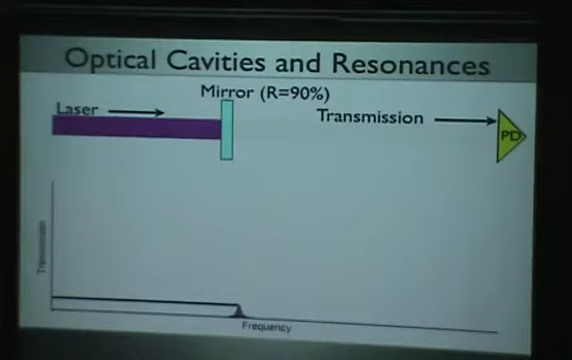 Optical Cavities and Resonances
Mirror (R=90%)
Laser
Transmission
PD
Transmission
Frequency